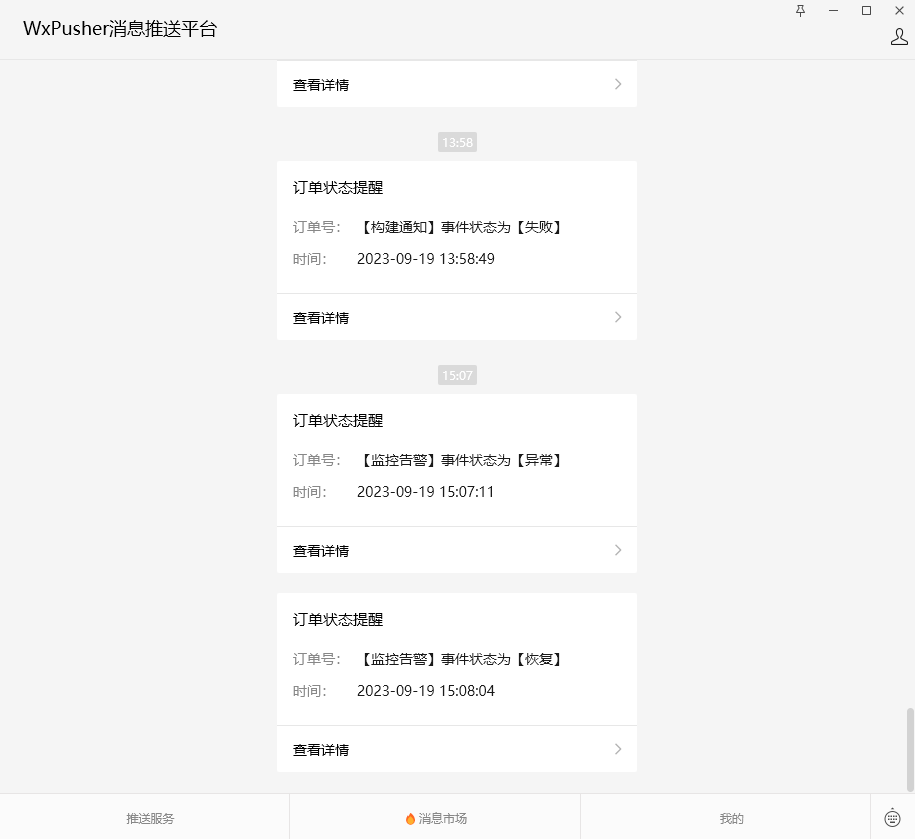 WxPusher消息推送平台
查看详情
13:58
订单状态提醒
订单号： 【构建通知】事件状态为【失败】
时间： 2023-09-19 13:58:49
查看详情
15:07
订单状态提醒
订单号： 【监控告警】事件状态为【异常】
时间： 2023-09-19 15:07:11
查看详情
订单状态提醒
订单号： 【监控告警】事件状态为【恢复】
时间： 2023-09-19 15:08:04
查看详情
推送服务 消息市场 我的